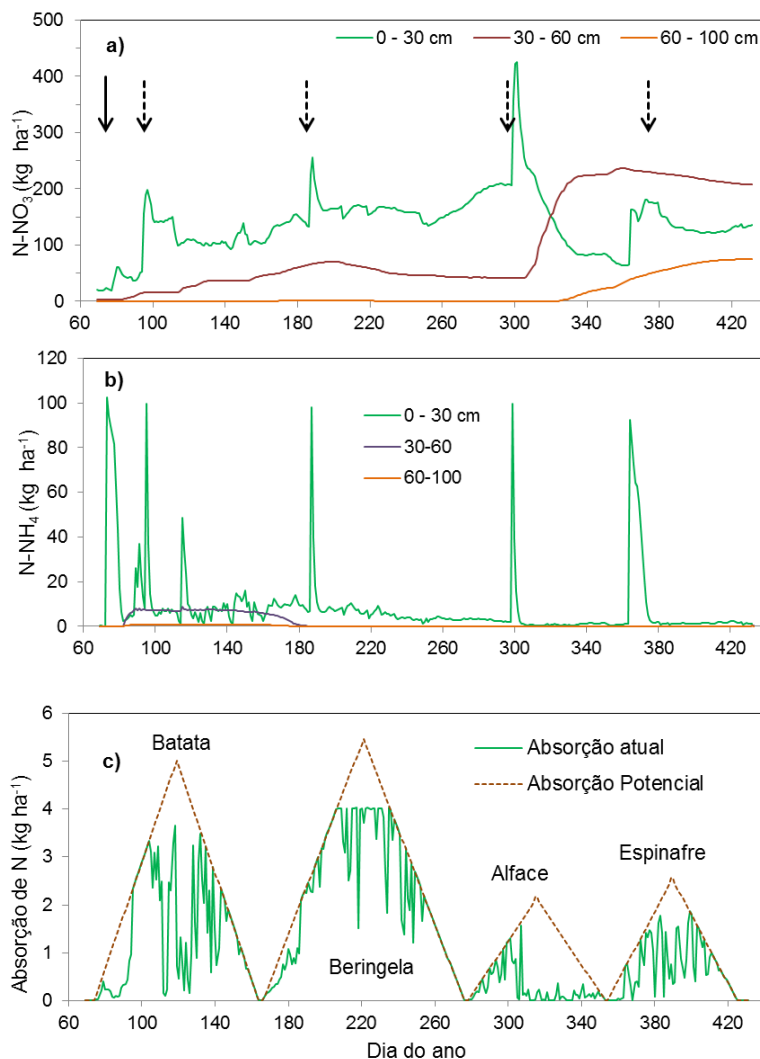 a)
0 - 30 cm
30 - 60 cm
60 - 100 cm
N-NO3 (kg ha-1)
500
400
300
200
100
0
60 100 140 180 220 260 300 340 380 420
b)
0 - 30 cm
30-60
60-100
N-NH4 (kg ha-1)
120
100
80
60
40
20
0
60 100 140 180 220 260 300 340 380 420
c)
Batata
Beringela
Alface
Espinafre
Absorção atual
Absorção Potencial
Absorção de N (kg ha-1)
6
5
4
3
2
1
0
60 100 140 180 220 260 300 340 380 420
Dia do ano